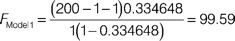 F_Model1 = (200 − 1 − 1)0.334648 / 1(1 − 0.334648) = 99.59